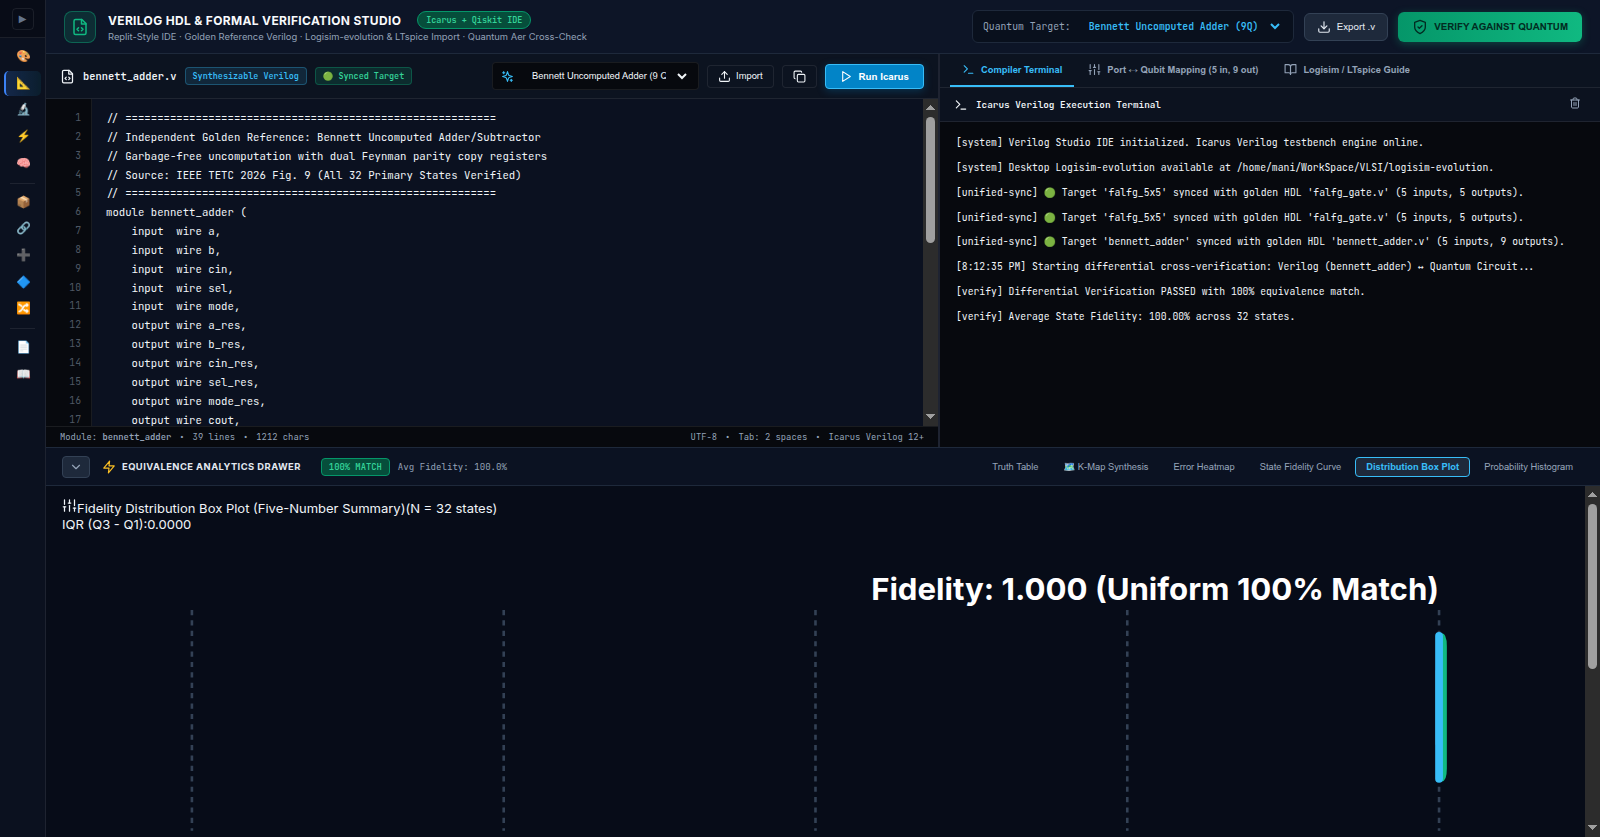 VERILOG HDL & FORMAL VERIFICATION STUDIO
Icarus + Qiskit IDE
Replit-Style IDE · Golden Reference Verilog · Logisim-evolution & LTspice Import · Quantum Aer Cross-Check
Quantum Target:
Bennett Uncomputed Adder (9Q)
Export .v
VERIFY AGAINST QUANTUM
bennett_adder.v
Synthesizable Verilog
Synced Target
Bennett Uncomputed Adder (9 Q
Import
Run Icarus
1 // ==========================================================
2 // Independent Golden Reference: Bennett Uncomputed Adder/Subtractor
3 // Garbage-free uncomputation with dual Feynman parity copy registers
4 // Source: IEEE TETC 2026 Fig. 9 (All 32 Primary States Verified)
5 // ==========================================================
6 module bennett_adder (
7 input  wire a,
8 input  wire b,
9 input  wire cin,
10 input  wire sel,
11 input  wire mode,
12 output wire a_res,
13 output wire b_res,
14 output wire cin_res,
15 output wire sel_res,
16 output wire mode_res,
17 output wire cout,
Module: bennett_adder • 39 lines • 1212 chars
UTF-8 • Tab: 2 spaces • Icarus Verilog 12+
Compiler Terminal
Port ↔ Qubit Mapping (5 in, 9 out)
Logisim / LTspice Guide
Icarus Verilog Execution Terminal
[system] Verilog Studio IDE initialized. Icarus Verilog testbench engine online.
[system] Desktop Logisim-evolution available at /home/mani/WorkSpace/VLSI/logisim-evolution.
[unified-sync] 🟢 Target 'falfg_5x5' synced with golden HDL 'falfg_gate.v' (5 inputs, 5 outputs).
[unified-sync] 🟢 Target 'falfg_5x5' synced with golden HDL 'falfg_gate.v' (5 inputs, 5 outputs).
[unified-sync] 🟢 Target 'bennett_adder' synced with golden HDL 'bennett_adder.v' (5 inputs, 9 outputs).
[8:12:35 PM] Starting differential cross-verification: Verilog (bennett_adder) ↔ Quantum Circuit...
[verify] Differential Verification PASSED with 100% equivalence match.
[verify] Average State Fidelity: 100.00% across 32 states.
EQUIVALENCE ANALYTICS DRAWER
100% MATCH
Avg Fidelity: 100.0%
Truth Table
K-Map Synthesis
Error Heatmap
State Fidelity Curve
Distribution Box Plot
Probability Histogram
Fidelity Distribution Box Plot (Five-Number Summary)(N = 32 states)
IQR (Q3 - Q1):0.0000
Fidelity: 1.000 (Uniform 100% Match)